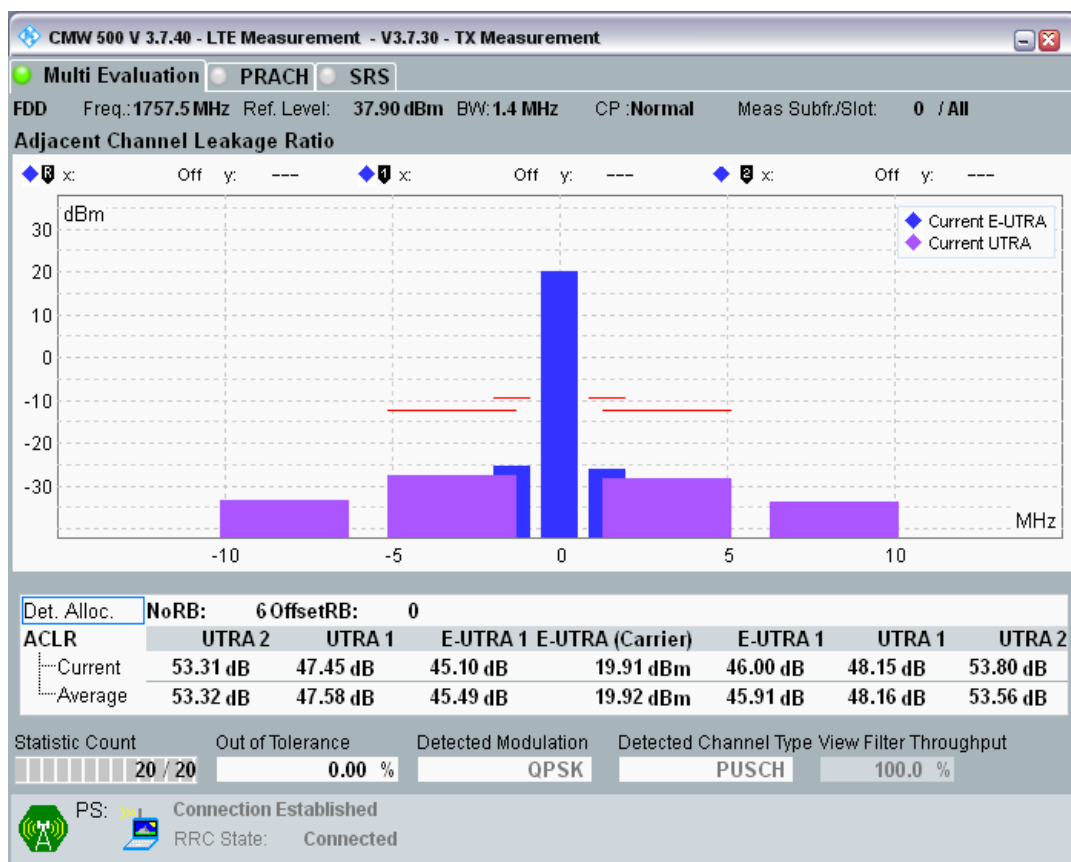 CMW 500 V 3.7.40 - LTE Measurement - V3.7.30 - TX Measurement
Multi Evaluation PRACH SRS
FDD Freq.: 1757.5 MHz Ref. Level: 37.90 dBm BW: 1.4 MHz CP :Normal Meas Subfr./Slot: 0 / All
Adjacent Channel Leakage Ratio
R x: Off y: --- 1 x: Off y: --- 2 x: Off y: ---
dBm
Current E-UTRA
Current UTRA
30
20
10
0
-10
-20
-30
MHz
-10 -5 0 5 10
Det. Alloc. NoRB: 6 OffsetRB: 0
ACLR UTRA 2 UTRA 1 E-UTRA 1 E-UTRA (Carrier) E-UTRA 1 UTRA 1 UTRA 2
Current 53.31 dB 47.45 dB 45.10 dB 19.91 dBm 46.00 dB 48.15 dB 53.80 dB
Average 53.32 dB 47.58 dB 45.49 dB 19.92 dBm 45.91 dB 48.16 dB 53.56 dB
Statistic Count Out of Tolerance Detected Modulation Detected Channel Type View Filter Throughput
20 / 20 0.00 % QPSK PUSCH 100.0 %
PS: Connection Established
RRC State: Connected